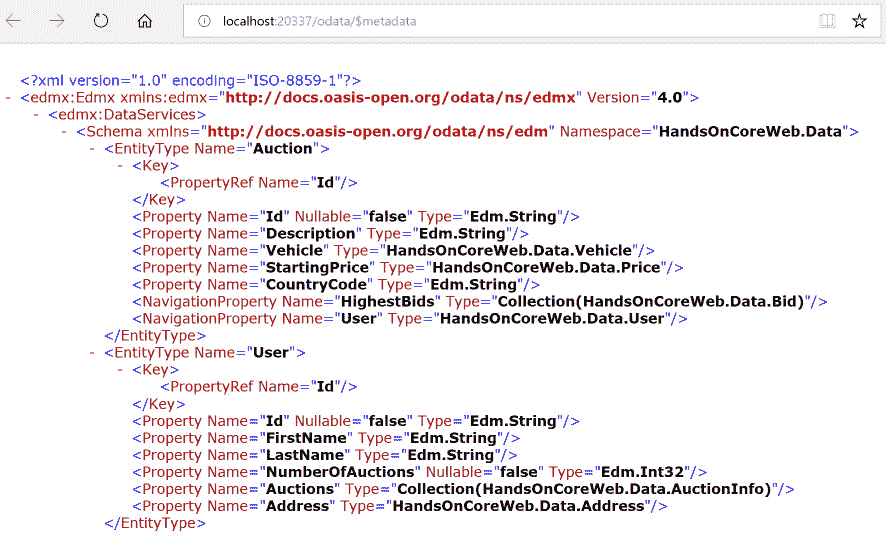 localhost:20337/odata/$metadata
<?xml version="1.0" encoding="ISO-8859-1"?>
- <edmx:Edmx xmlns:edmx="http://docs.oasis-open.org/odata/ns/edmx" Version="4.0">
- <edmx:DataServices>
- <Schema xmlns="http://docs.oasis-open.org/odata/ns/edm" Namespace="HandsOnCoreWeb.Data">
- <EntityType Name="Auction">
- <Key>
<PropertyRef Name="Id"/>
</Key>
<Property Name="Id" Nullable="false" Type="Edm.String"/>
<Property Name="Description" Type="Edm.String"/>
<Property Name="Vehicle" Type="HandsOnCoreWeb.Data.Vehicle"/>
<Property Name="StartingPrice" Type="HandsOnCoreWeb.Data.Price"/>
<Property Name="CountryCode" Type="Edm.String"/>
<NavigationProperty Name="HighestBids" Type="Collection(HandsOnCoreWeb.Data.Bid)"/>
<NavigationProperty Name="User" Type="HandsOnCoreWeb.Data.User"/>
</EntityType>
- <EntityType Name="User">
- <Key>
<PropertyRef Name="Id"/>
</Key>
<Property Name="Id" Nullable="false" Type="Edm.String"/>
<Property Name="FirstName" Type="Edm.String"/>
<Property Name="LastName" Type="Edm.String"/>
<Property Name="NumberOfAuctions" Nullable="false" Type="Edm.Int32"/>
<Property Name="Auctions" Type="Collection(HandsOnCoreWeb.Data.AuctionInfo)"/>
<Property Name="Address" Type="HandsOnCoreWeb.Data.Address"/>
</EntityType>